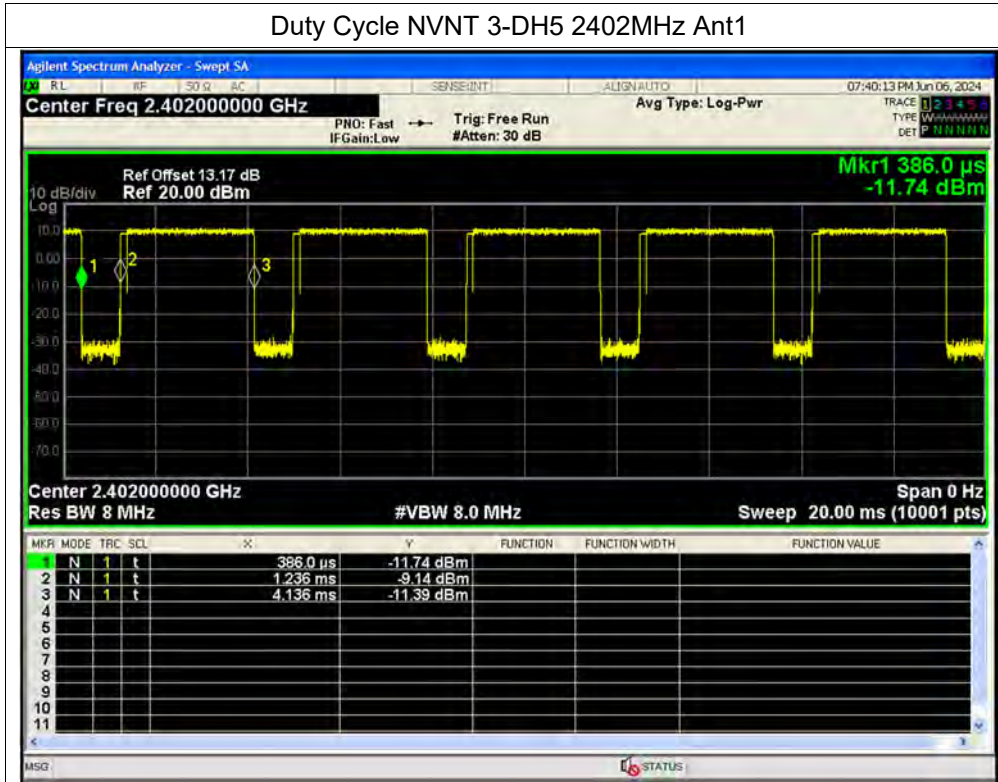 Duty Cycle NVNT 3-DH5 2402MHz Ant1
Agilent Spectrum Analyzer - Swept SA
RL RF 50 Ω AC SENSE:INT ALIGN AUTO 07:40:13 PM Jun 06, 2024
Center Freq 2.402000000 GHz Avg Type: Log-Pwr TRACE 1 2 3 4 5 6
PNO: Fast Trig: Free Run TYPE W
IFGain:Low #Atten: 30 dB DET P N N N N N
Mkr1 386.0 µs
Ref Offset 13.17 dB
10 dB/div Ref 20.00 dBm -11.74 dBm
Log
10.0
0.00
1 2 3
-10.0
-20.0
-30.0
-40.0
-50.0
-60.0
-70.0
Center 2.402000000 GHz Span 0 Hz
Res BW 8 MHz #VBW 8.0 MHz Sweep 20.00 ms (10001 pts)
MKR MODE TRC SCL X Y FUNCTION FUNCTION WIDTH FUNCTION VALUE
1 N 1 t 386.0 µs -11.74 dBm
2 N 1 t 1.236 ms -9.14 dBm
3 N 1 t 4.136 ms -11.39 dBm
4
5
6
7
8
9
10
11
MSG STATUS